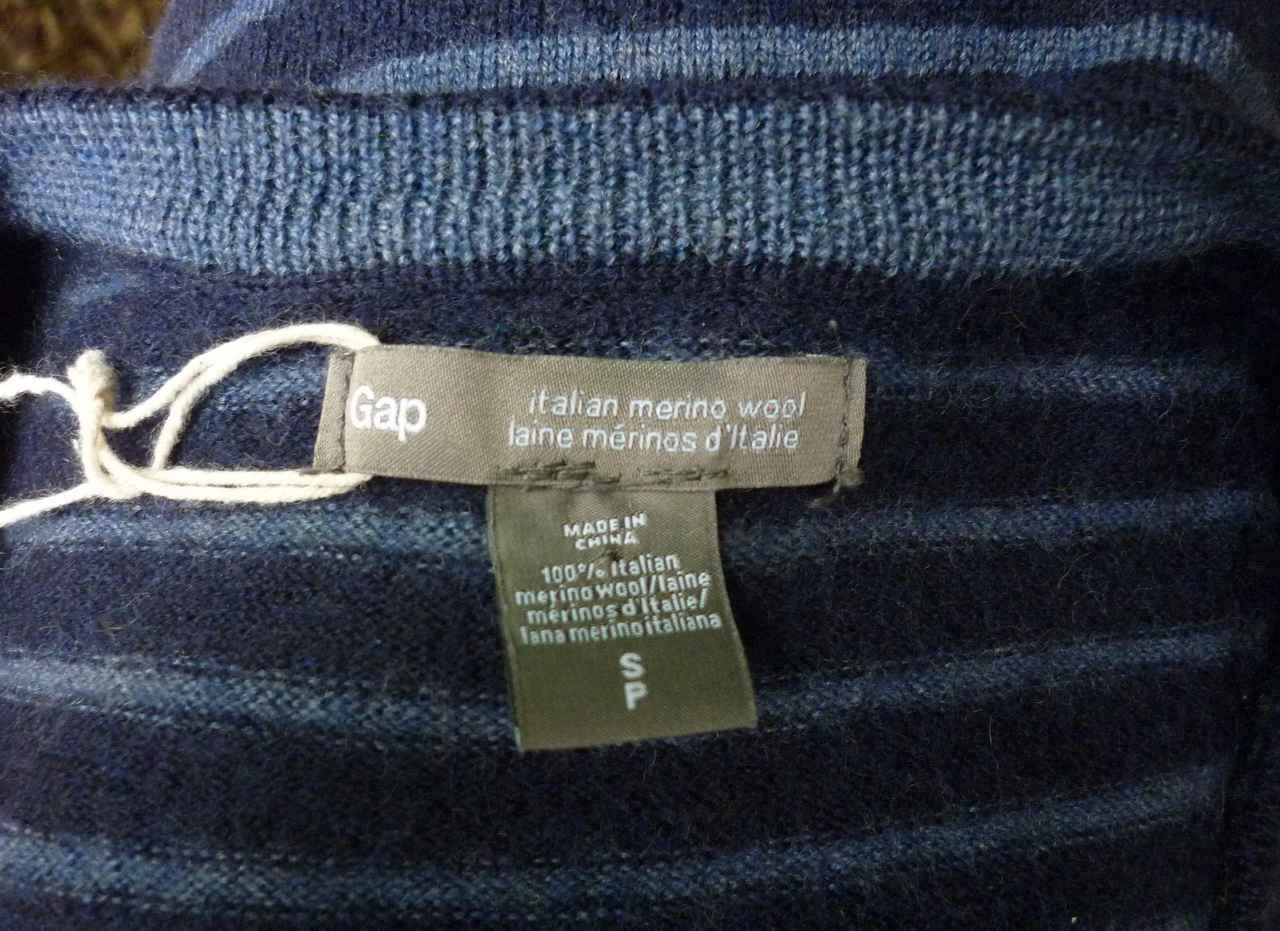 Gap
italian merino wool
laine mérinos d'Italie
MADE IN
CHINA
100% Italian
merino wool/laine
mérinos d'Italie/
lana merino italiana
S
P